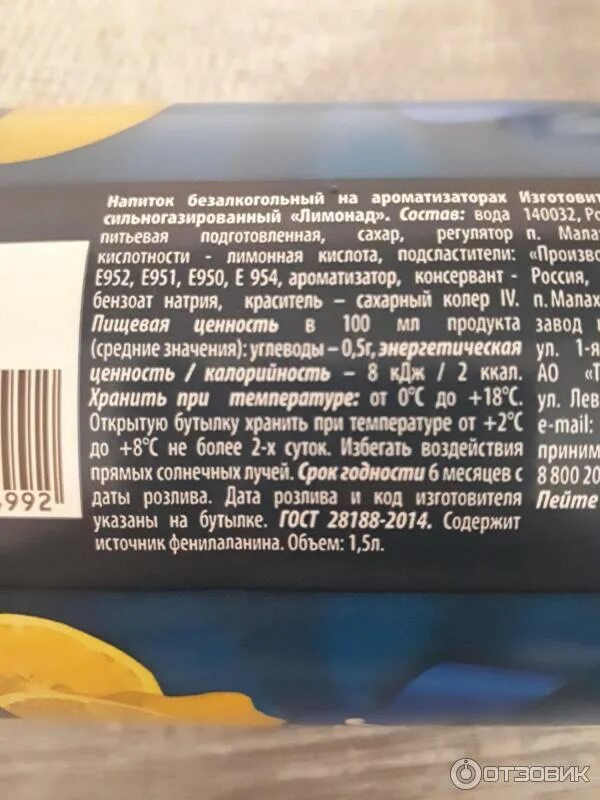 Напиток безалкогольный на ароматизаторах
сильногазированный «Лимонад». Состав: вода
питьевая подготовленная, сахар, регулятор
кислотности - лимонная кислота, подсластители:
Е952, Е951, Е950, Е 954, ароматизатор, консервант -
бензоат натрия, краситель – сахарный колер IV.
Пищевая ценность в 100 мл продукта
(средние значения): углеводы – 0,5г, энергетическая
ценность / калорийность – 8 кДж / 2 ккал.
Хранить при температуре: от 0°С до +18°С.
Открытую бутылку хранить при температуре от +2°С
до +8°С не более 2-х суток. Избегать воздействия
прямых солнечных лучей. Срок годности 6 месяцев с
даты розлива. Дата розлива и код изготовителя
указаны на бутылке. ГОСТ 28188-2014. Содержит
источник фенилаланина. Объем: 1,5л.
Изготовит
140032, Ро
п. Малах
«Произво
Россия,
п. Малах
завод
ул. 1-я
АО «Т
ул. Лев
e-mail:
приним
8 800 20
Пейте
992
ОТЗОВИК